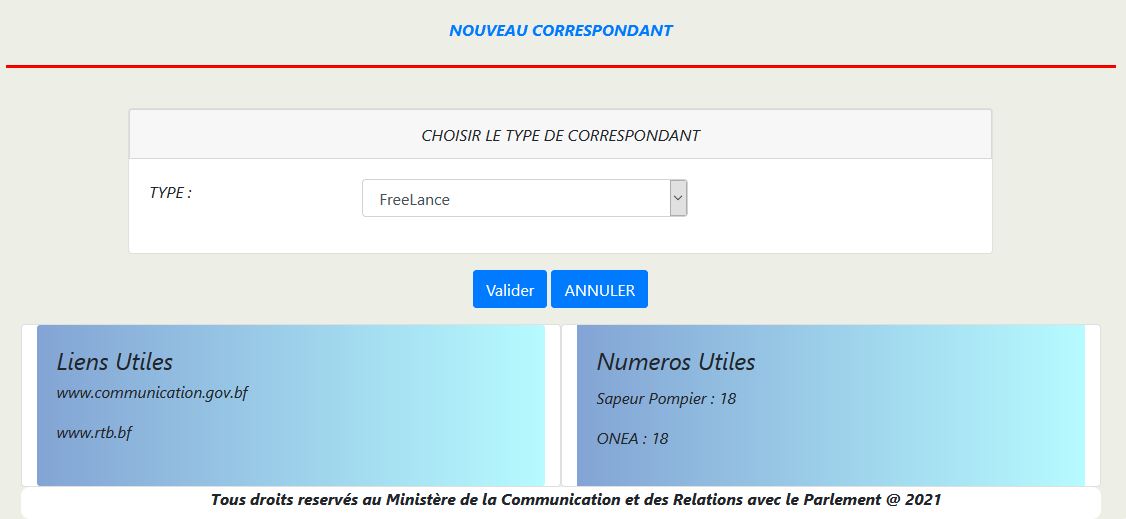 NOUVEAU CORRESPONDANT
CHOISIR LE TYPE DE CORRESPONDANT
TYPE :
FreeLance
Valider
ANNULER
Liens Utiles
www.communication.gov.bf
www.rtb.bf
Numeros Utiles
Sapeur Pompier : 18
ONEA : 18
Tous droits reservés au Ministère de la Communication et des Relations avec le Parlement @ 2021